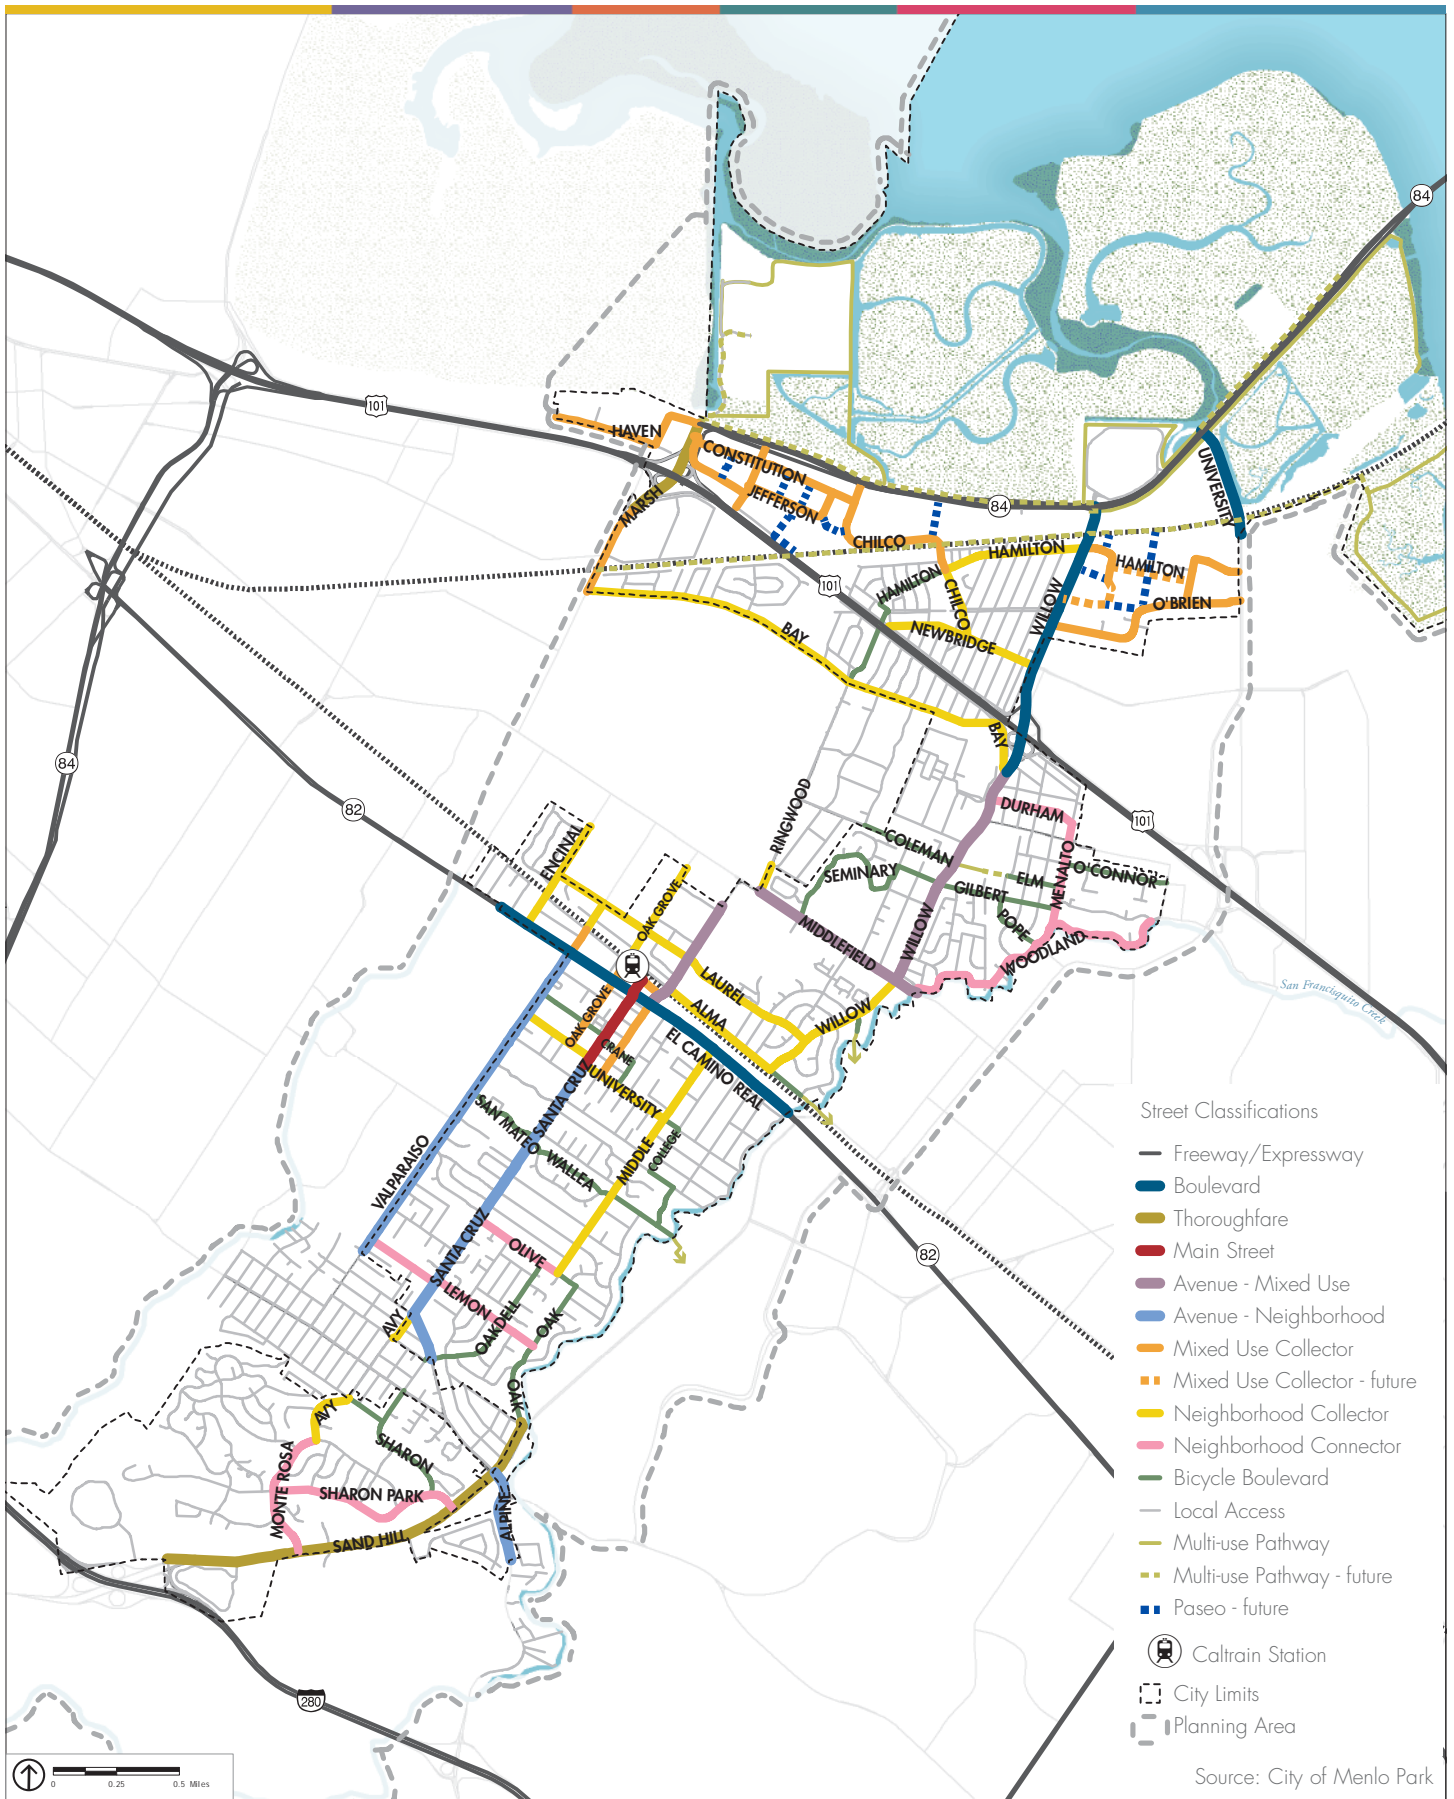 84
101
HAVEN
CONSTITUTION
JEFFERSON
MARSH
UNIVERSITY
84
CHILCO
HAMILTON
HAMILTON
HAMILTON
CHILCO
101
WILLOW
O'BRIEN
NEWBRIDGE
BAY
BAY
84
82
RINGWOOD
DURHAM
101
ENCINAL
'COLEMAN
SEMINARY
MENALTO
O'CONNOR
ELM
GILBERT
OAK GROVE
POPE
WILLOW
MIDDLEFIELD
WOODLAND
LAUREL
San Francisquito Creek
OAK GROVE
ALMA
WILLOW
CRANE
EL CAMINO REAL
UNIVERSITY
SANTA CRUZ
SAN MATEO
WALLEA
MIDDLE
COLLEGE
VALPARAISO
SANTA CRUZ
OLIVE
82
LEMON
AVY
OAKDELL
OAK
OAK
AVY
SHARON
MONTE ROSA
SHARON PARK
SAND HILL
ALPINE
280
Street Classifications
Freeway/Expressway
Boulevard
Thoroughfare
Main Street
Avenue - Mixed Use
Avenue - Neighborhood
Mixed Use Collector
Mixed Use Collector - future
Neighborhood Collector
Neighborhood Connector
Bicycle Boulevard
Local Access
Multi-use Pathway
Multi-use Pathway - future
Paseo - future
Caltrain Station
City Limits
Planning Area
0 0.25 0.5 Miles
Source: City of Menlo Park